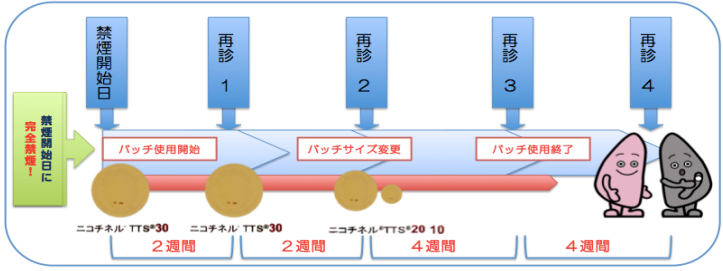 禁煙開始日
再診 1
再診 2
再診 3
再診 4
禁煙開始日に
完全禁煙！
パッチ使用開始
パッチサイズ変更
パッチ使用終了
ニコチネル®TTS®30
ニコチネル®TTS®30
ニコチネル®TTS®20 10
2週間
2週間
4週間
4週間